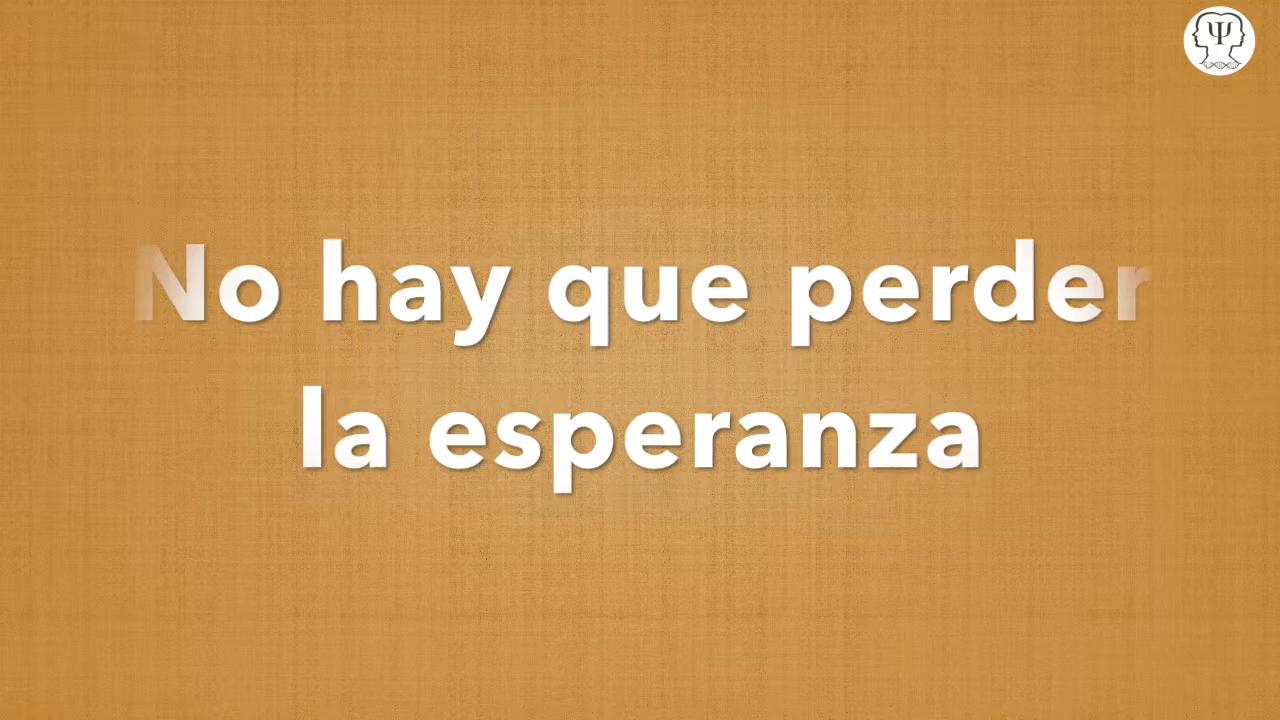 No hay que perder
la esperanza
Ψ